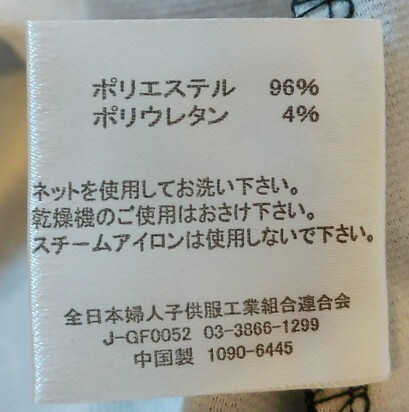 ポリエステル 96%
ポリウレタン 4%
ネットを使用してお洗い下さい。
乾燥機のご使用はおさけ下さい。
スチームアイロンは使用しないで下さい。
全日本婦人子供服工業組合連合会
J-GF0052 03-3866-1299
中国製 1090-6445